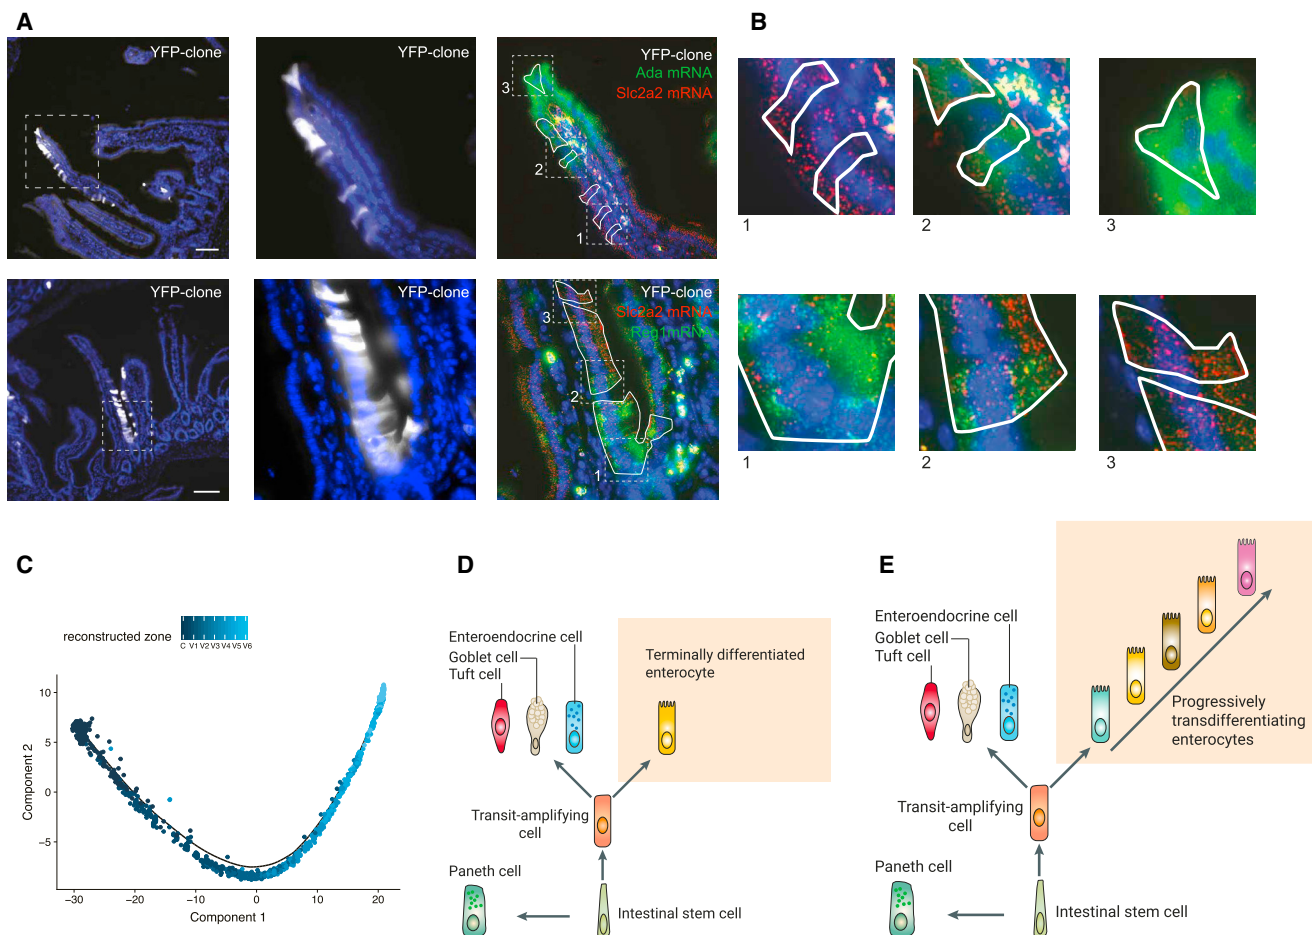 A
B
YFP-clone
YFP-clone
YFP-clone
Ada mRNA
Slc2a2 mRNA
3
2
1
1
2
3
YFP-clone
YFP-clone
YFP-clone
Slc2a2 mRNA
Reg1mRNA
3
2
1
1
2
3
C
reconstructed zone
C V1 V2 V3 V4 V5 V6
Component 2
10
5
0
−5
−30 −20 −10 0 10 20
Component 1
D
Enteroendocrine cell
Goblet cell
Tuft cell
Terminally differentiated
enterocyte
Transit-amplifying
cell
Paneth cell
Intestinal stem cell
E
Enteroendocrine cell
Goblet cell
Tuft cell
Progressively
transdifferentiating
enterocytes
Transit-amplifying
cell
Paneth cell
Intestinal stem cell